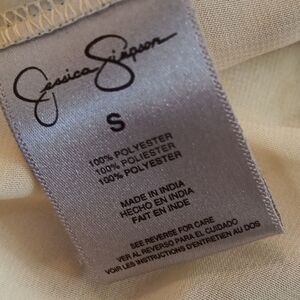 Jessica Simpson
S
100% POLYESTER
100% POLIESTER
100% POLYESTER
MADE IN INDIA
HECHO EN INDIA
FAIT EN INDE
SEE REVERSE FOR CARE
VER AL REVERSO PARA EL CUIDADO
VOIR LES INSTRUCTIONS D'ENTRETIEN AU DOS